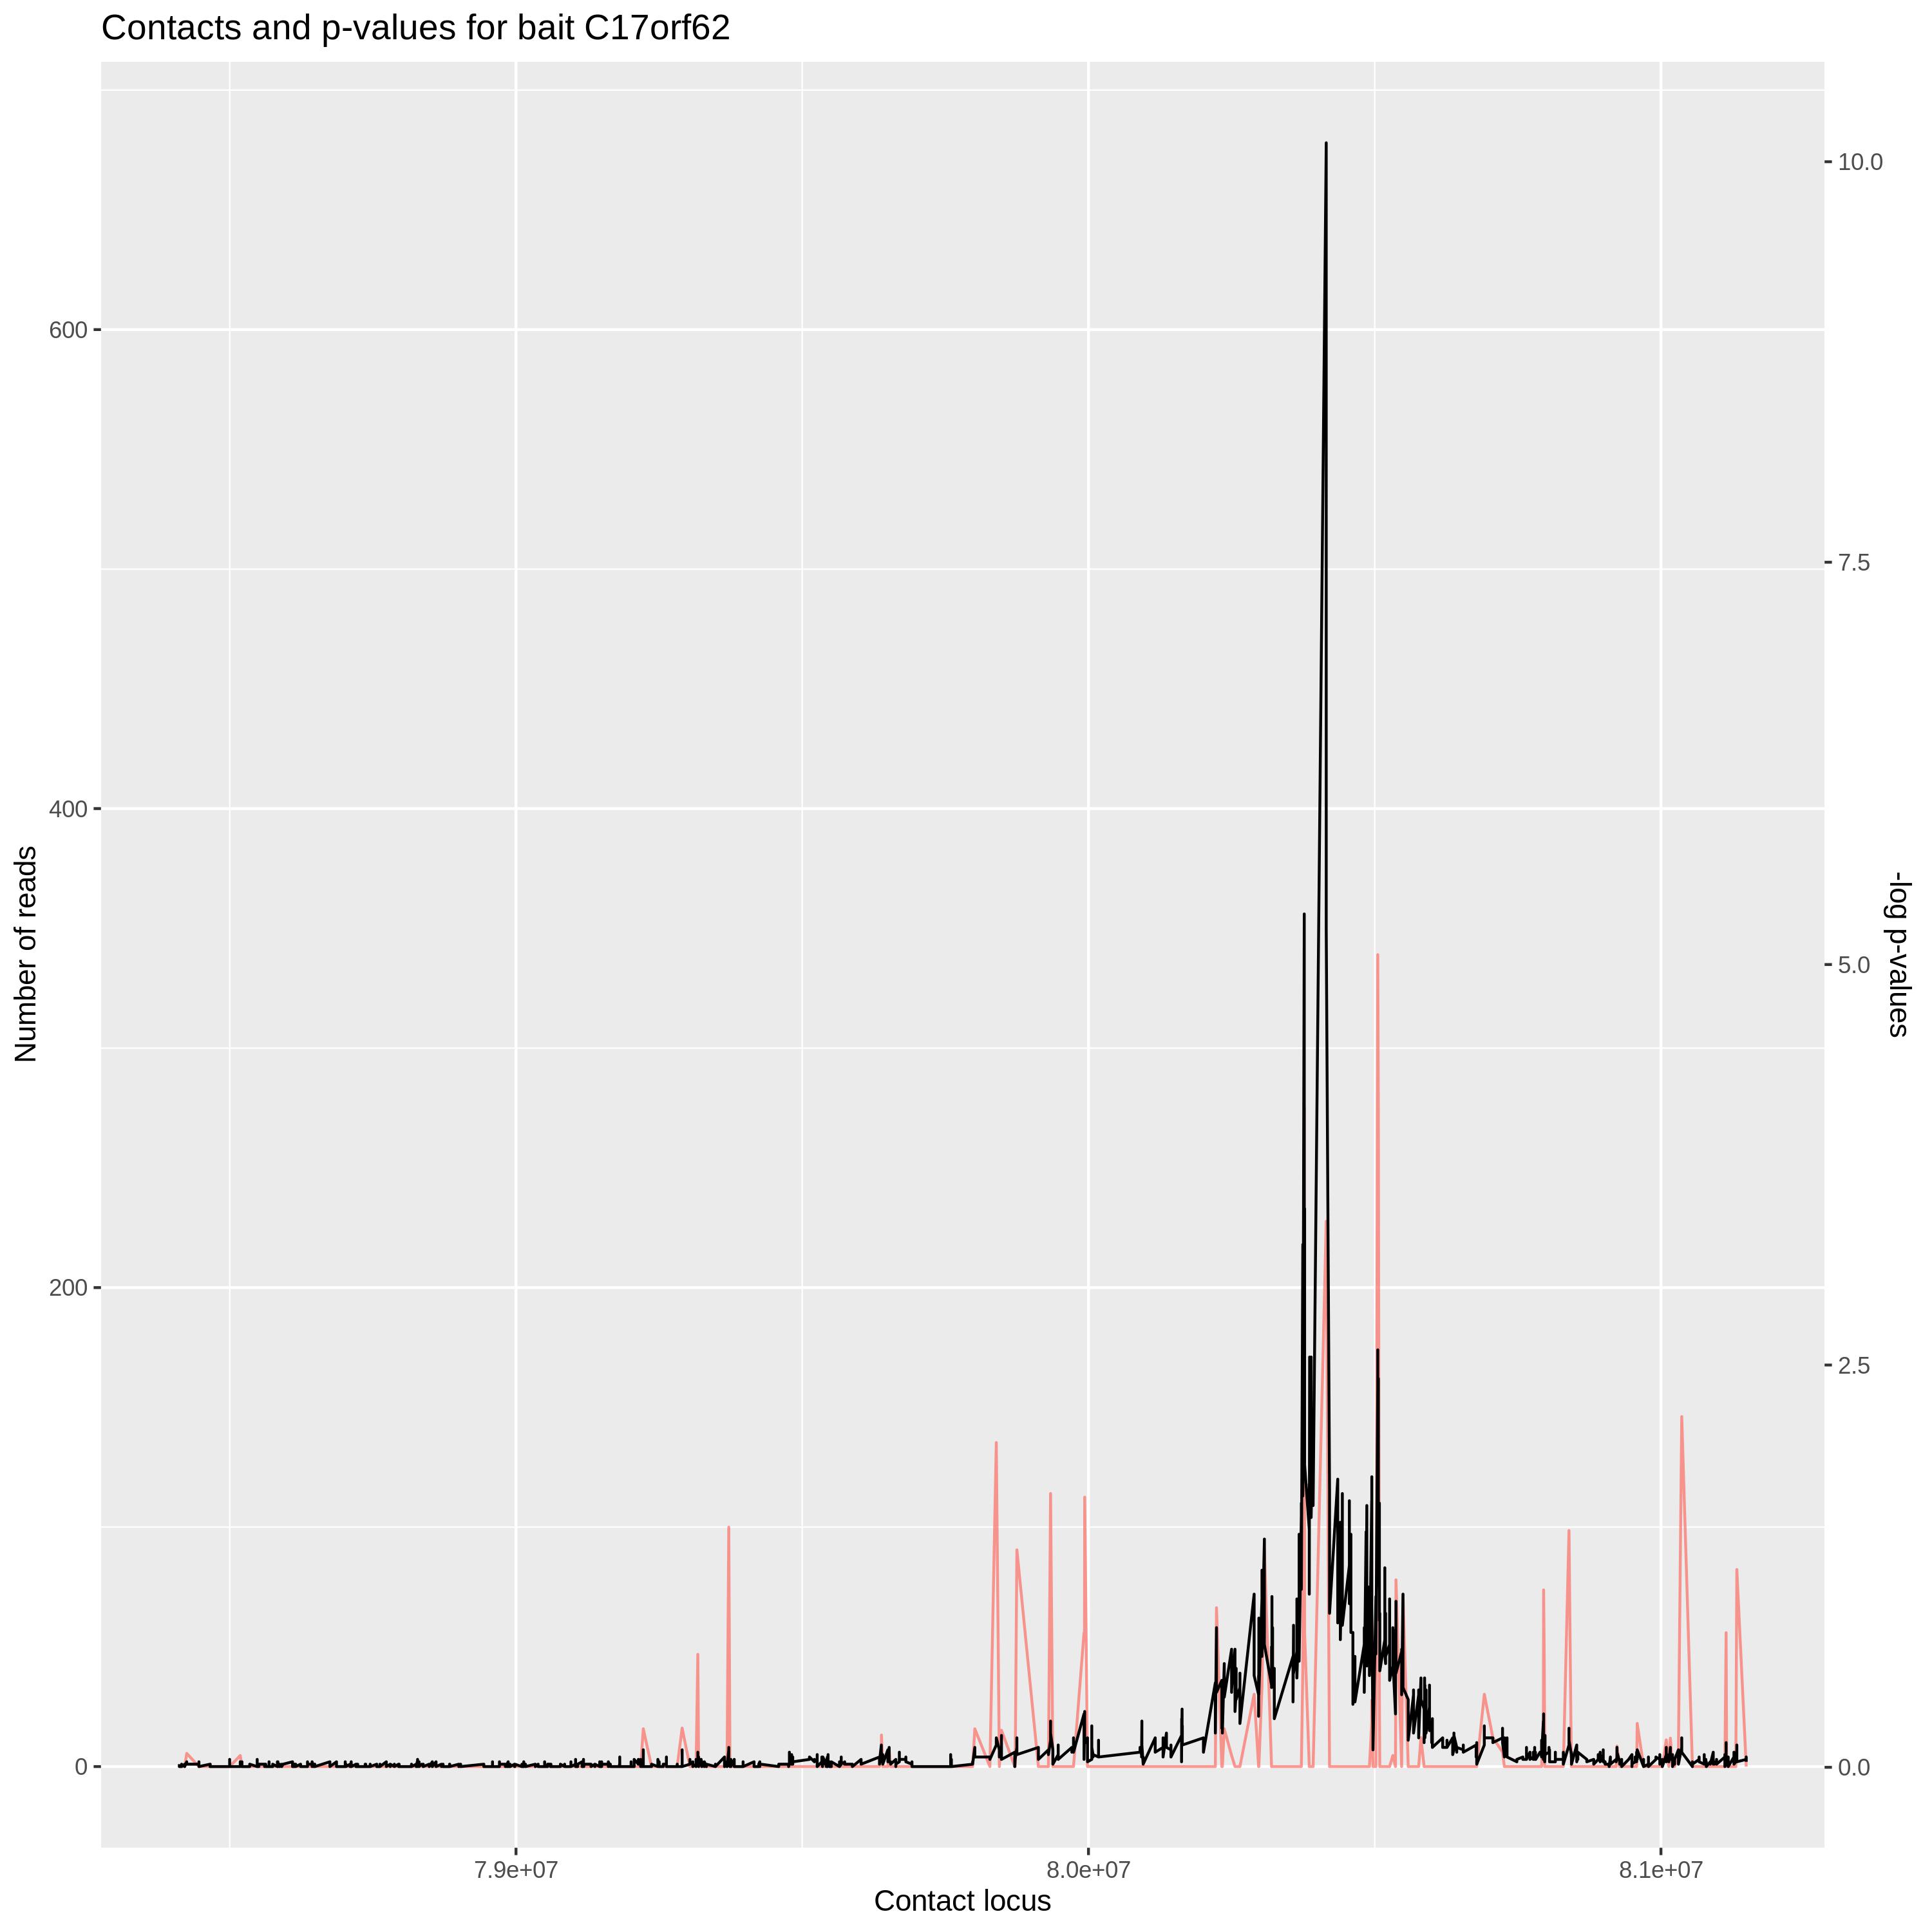 Contacts and p-values for bait C17orf62
Number of reads
600
400
200
0
10.0
7.5
5.0
2.5
0.0
-log p-values
7.9e+07
8.0e+07
8.1e+07
Contact locus